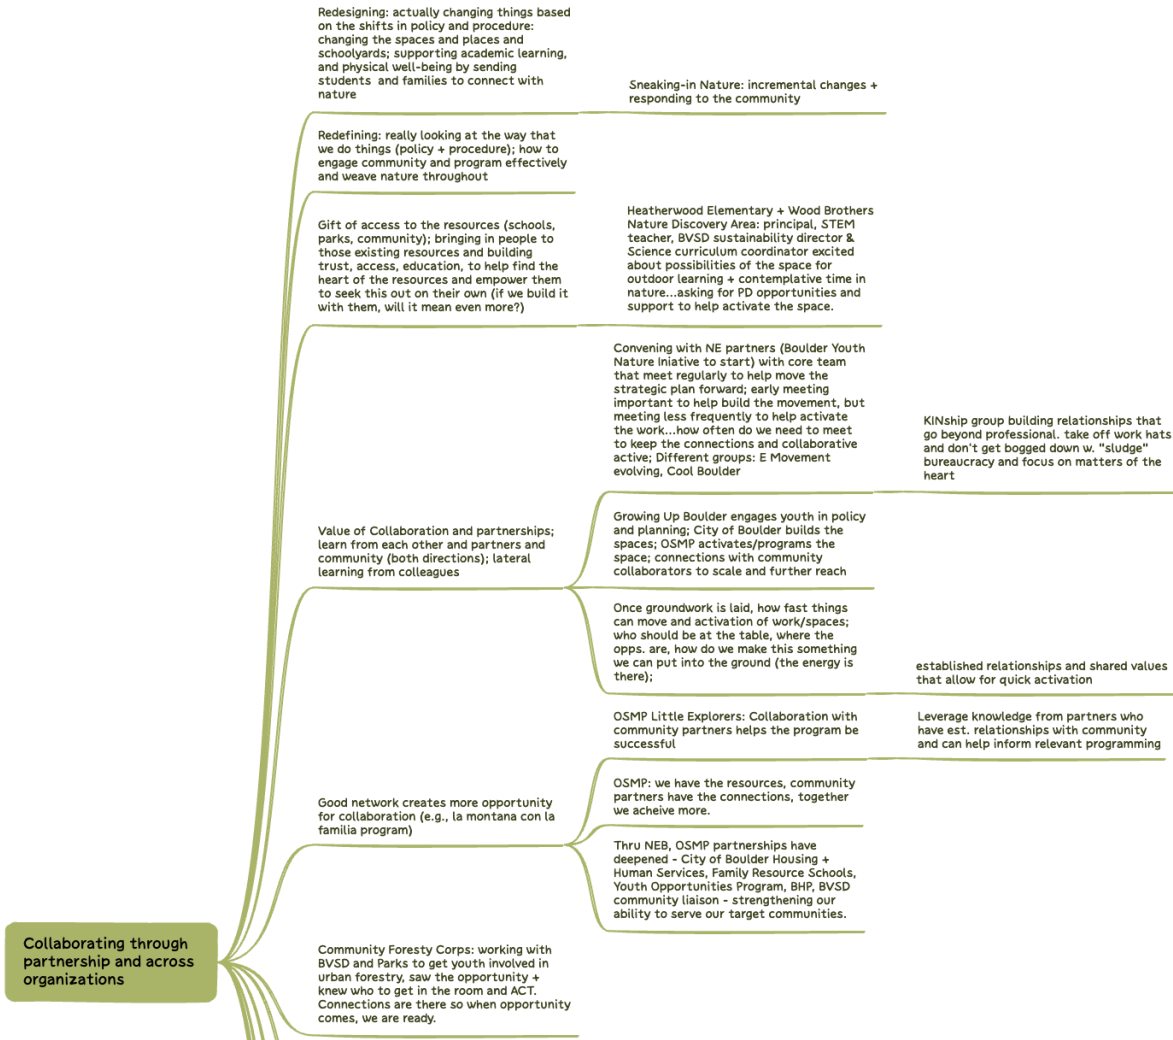 Redesigning: actually changing things based
on the shifts in policy and procedure:
changing the spaces and places and
schoolyards; supporting academic learning,
and physical well-being by sending
students and families to connect with
nature
Sneaking-in Nature: incremental changes +
responding to the community
Redefining: really looking at the way that
we do things (policy + procedure); how to
engage community and program effectively
and weave nature throughout
Gift of access to the resources (schools,
parks, community); bringing in people to
those existing resources and building
trust, access, education, to help find the
heart of the resources and empower them
to seek this out on their own (if we build it
with them, will it mean even more?)
Heatherwood Elementary + Wood Brothers
Nature Discovery Area: principal, STEM
teacher, BVSD sustainability director &
Science curriculum coordinator excited
about possibilities of the space for
outdoor learning + contemplative time in
nature...asking for PD opportunities and
support to help activate the space.
Value of Collaboration and partnerships;
learn from each other and partners and
community (both directions); lateral
learning from colleagues
Convening with NE partners (Boulder Youth
Nature Iniative to start) with core team
that meet regularly to help move the
strategic plan forward; early meeting
important to help build the movement, but
meeting less frequently to help activate
the work...how often do we need to meet
to keep the connections and collaborative
active; Different groups: E Movement
evolving, Cool Boulder
KINship group building relationships that
go beyond professional. take off work hats
and don't get bogged down w. "sludge"
bureaucracy and focus on matters of the
heart
Growing Up Boulder engages youth in policy
and planning; City of Boulder builds the
spaces; OSMP activates/programs the
space; connections with community
collaborators to scale and further reach
Once groundwork is laid, how fast things
can move and activation of work/spaces;
who should be at the table, where the
opps. are, how do we make this something
we can put into the ground (the energy is
there);
established relationships and shared values
that allow for quick activation
Good network creates more opportunity
for collaboration (e.g., la montana con la
familia program)
OSMP Little Explorers: Collaboration with
community partners helps the program be
successful
Leverage knowledge from partners who
have est. relationships with community
and can help inform relevant programming
OSMP: we have the resources, community
partners have the connections, together
we acheive more.
Thru NEB, OSMP partnerships have
deepened - City of Boulder Housing +
Human Services, Family Resource Schools,
Youth Opportunities Program, BHP, BVSD
community liaison - strengthening our
ability to serve our target communities.
Collaborating through
partnership and across
organizations
Community Foresty Corps: working with
BVSD and Parks to get youth involved in
urban forestry, saw the opportunity +
knew who to get in the room and ACT.
Connections are there so when opportunity
comes, we are ready.